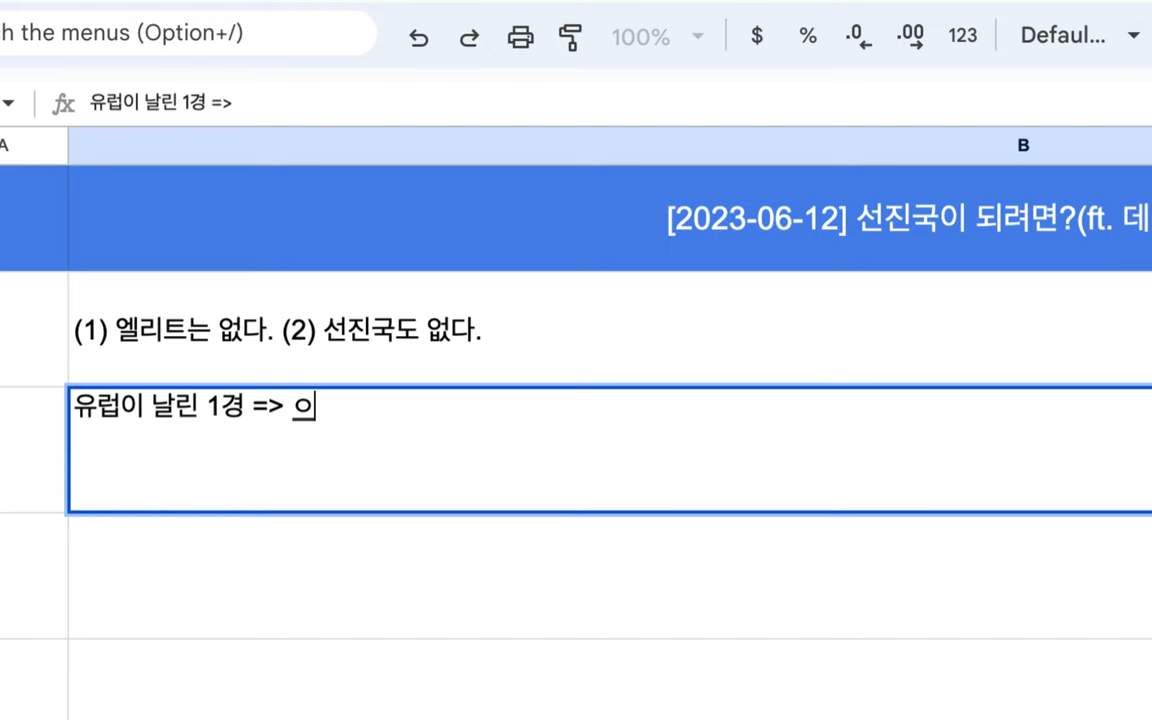 h the menus (Option+/)
100%
$ % .0 .00 123 Defaul...
fx 유럽이 날린 1경 =>
A B
[2023-06-12] 선진국이 되려면?(ft. 데
(1) 엘리트는 없다. (2) 선진국도 없다.
유럽이 날린 1경 => ㅇ